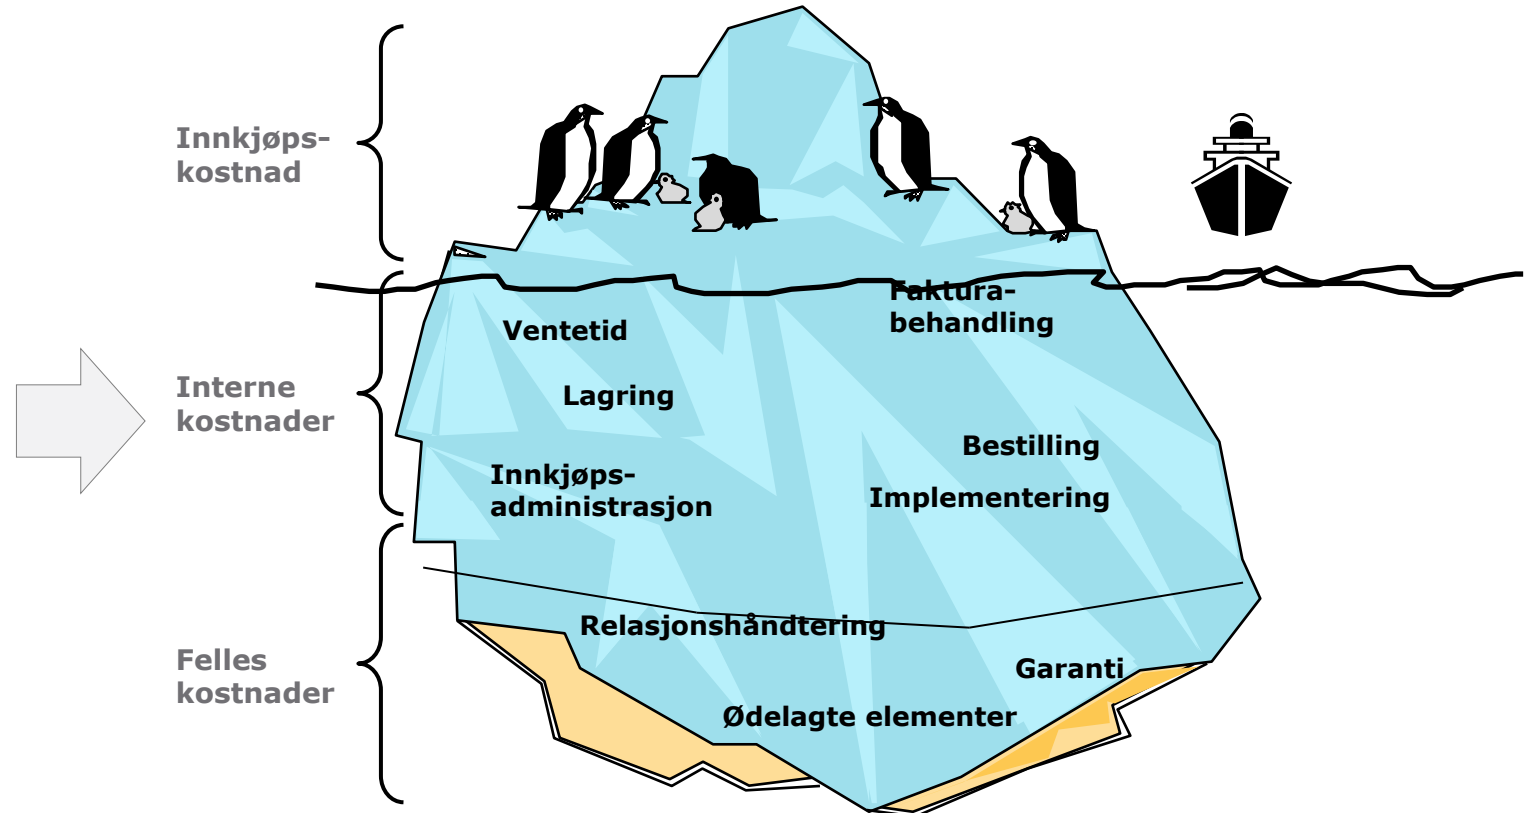 Innkjøps-
kostnad
Interne
kostnader
Felles
kostnader
Faktura-
behandling
Ventetid
Lagring
Bestilling
Innkjøps-
administrasjon
Implementering
Relasjonshåndtering
Garanti
Ødelagte elementer